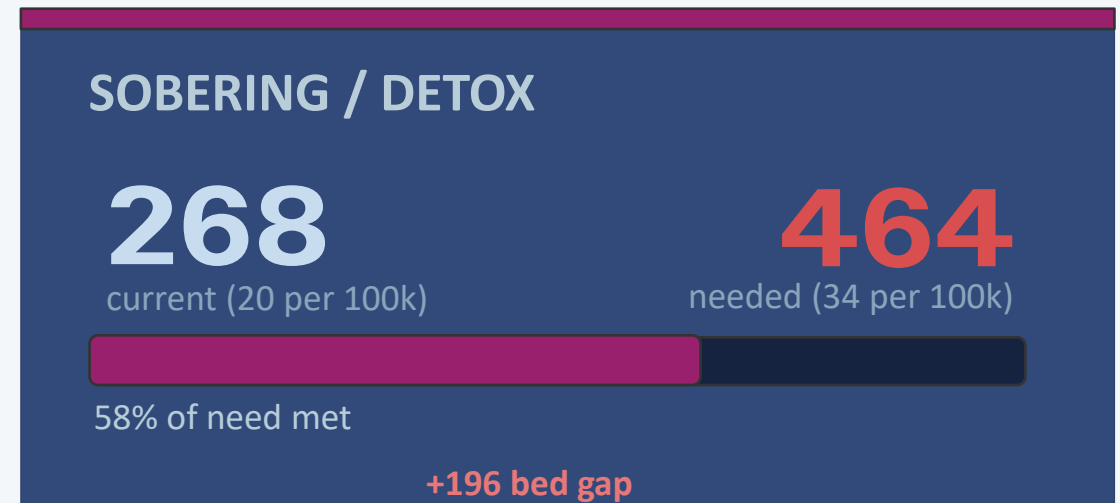 SOBERING / DETOX
268
464
current (20 per 100k)
needed (34 per 100k)
58% of need met
+196 bed gap